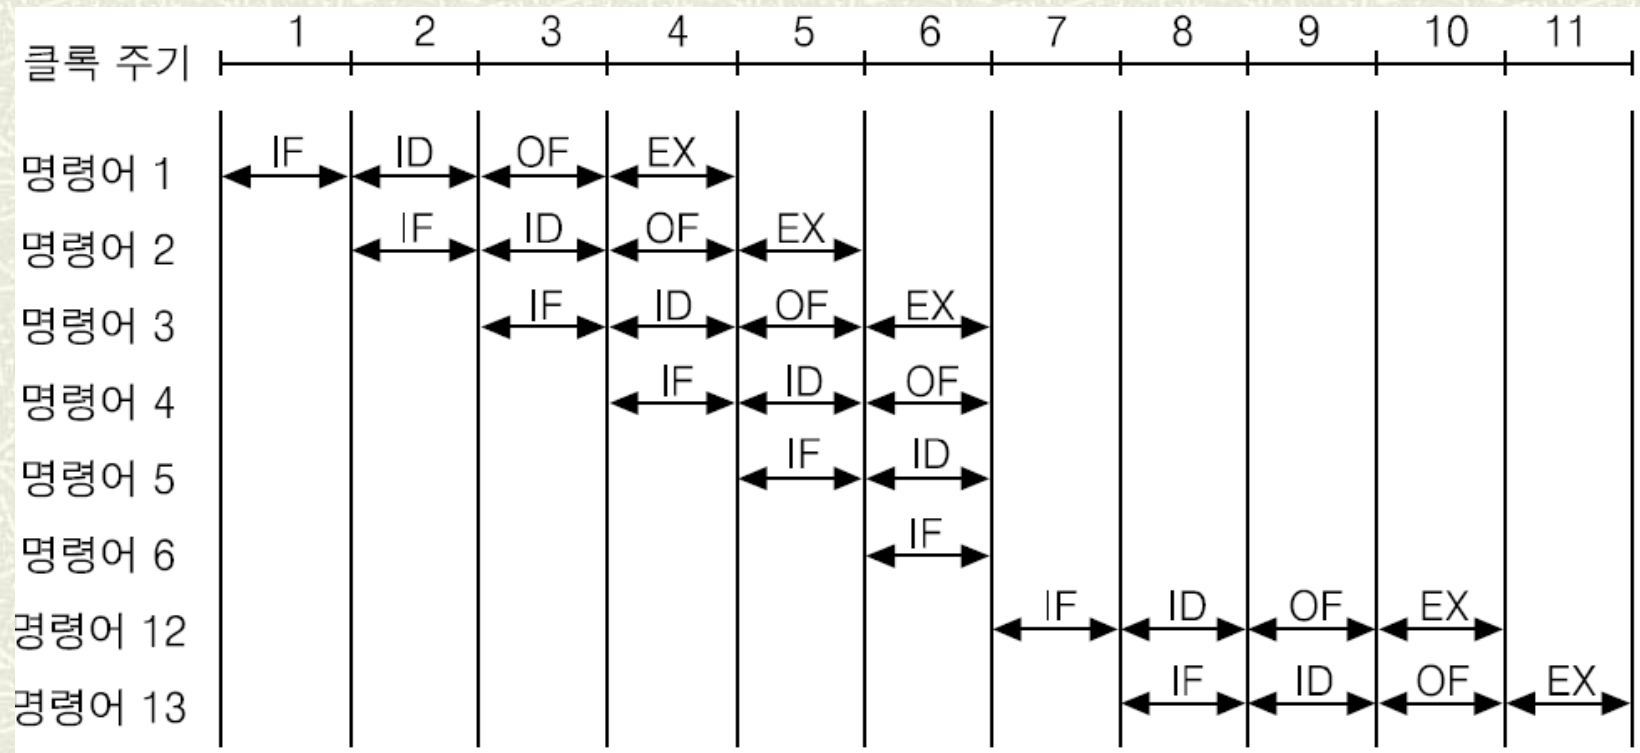 1 2 3 4 5 6 7 8 9 10 11
클록 주기
명령어 1 IF ID OF EX
명령어 2 IF ID OF EX
명령어 3 IF ID OF EX
명령어 4 IF ID OF
명령어 5 IF ID
명령어 6 IF
명령어 12 IF ID OF EX
명령어 13 IF ID OF EX